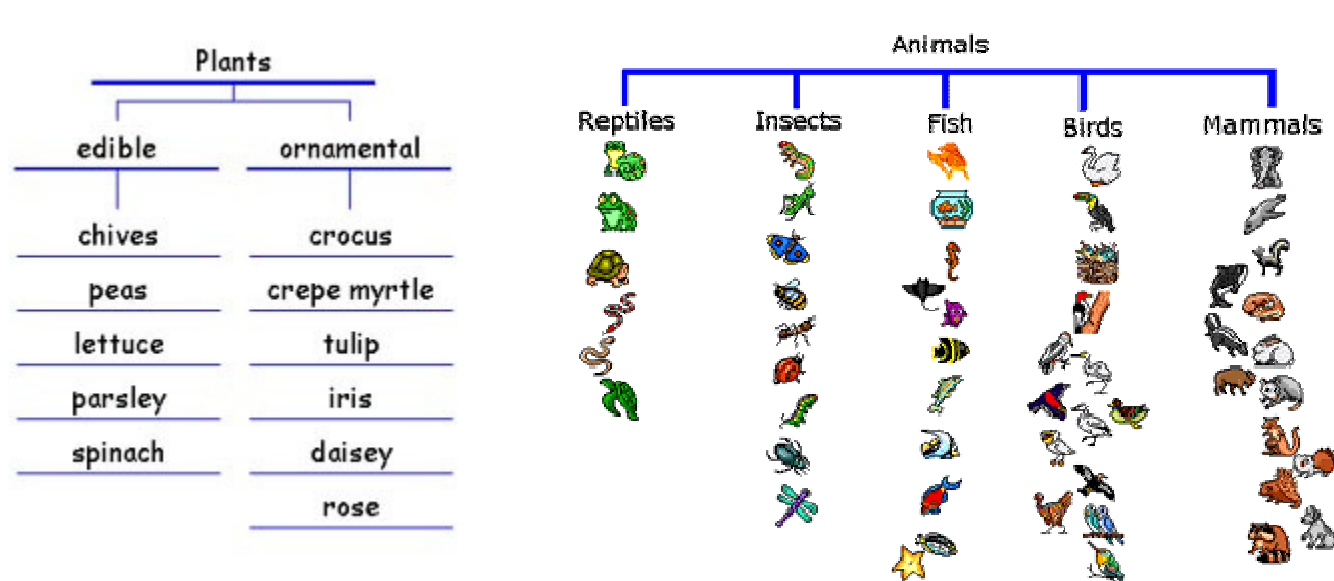 Plants
edible
ornamental
chives
crocus
peas
crepe myrtle
lettuce
tulip
parsley
iris
spinach
daisey
rose
Animals
Reptiles
Insects
Fish
Birds
Mammals